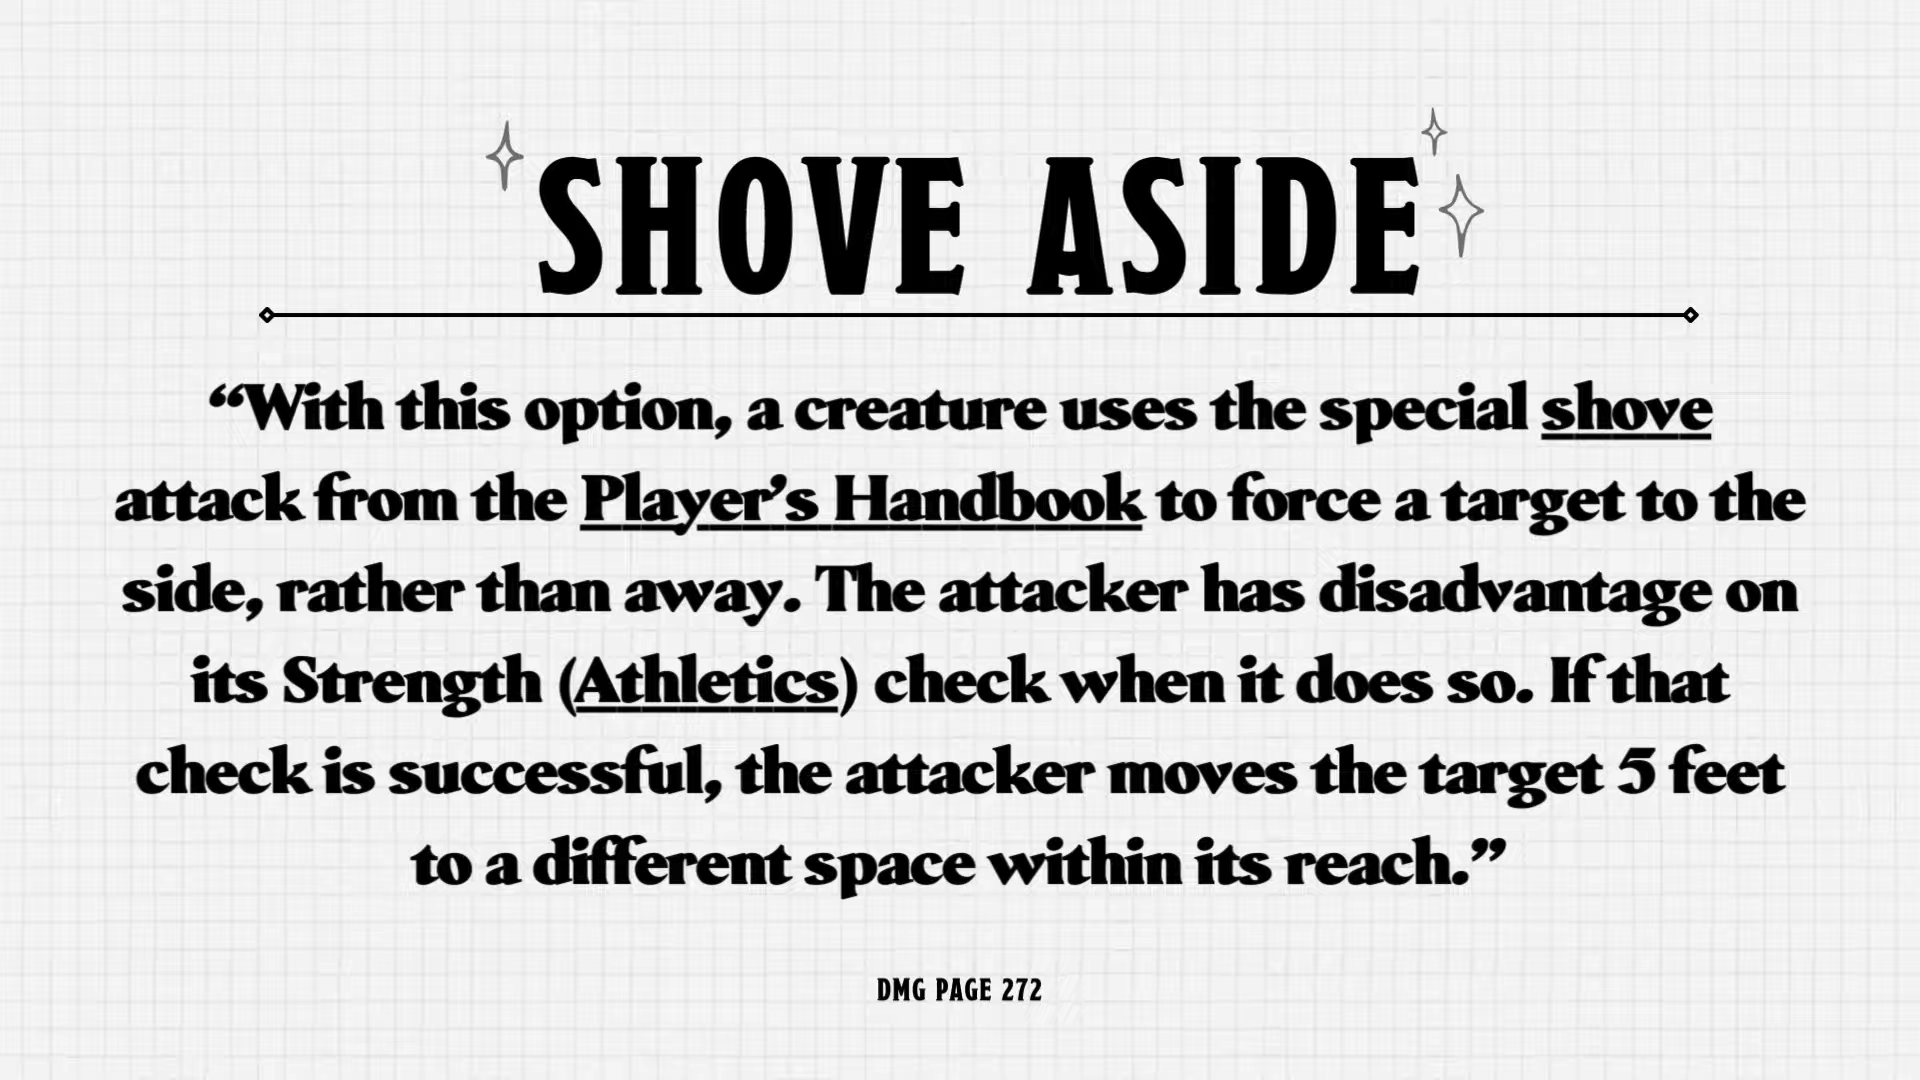 SHOVE ASIDE
“With this option, a creature uses the special shove
attack from the Player’s Handbook to force a target to the
side, rather than away. The attacker has disadvantage on
its Strength (Athletics) check when it does so. If that
check is successful, the attacker moves the target 5 feet
to a different space within its reach.”
DMG PAGE 272